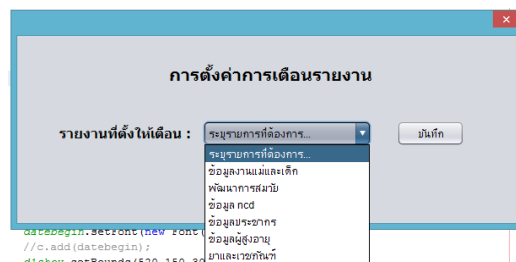 การตั้งค่าการเตือนรายงาน
รายงานที่ตั้งให้เตือน :
ระบุรายการที่ต้องการ...
บันทึก
ระบุรายการที่ต้องการ...
ข้อมูลงานแม่และเด็ก
พัฒนาการสมวัย
ข้อมูล ncd
ข้อมูลประชากร
ข้อมูลผู้สูงอายุ
ยาและเวชภัณฑ์
datebegin.setFont(new Font(
//c.add(datebegin);